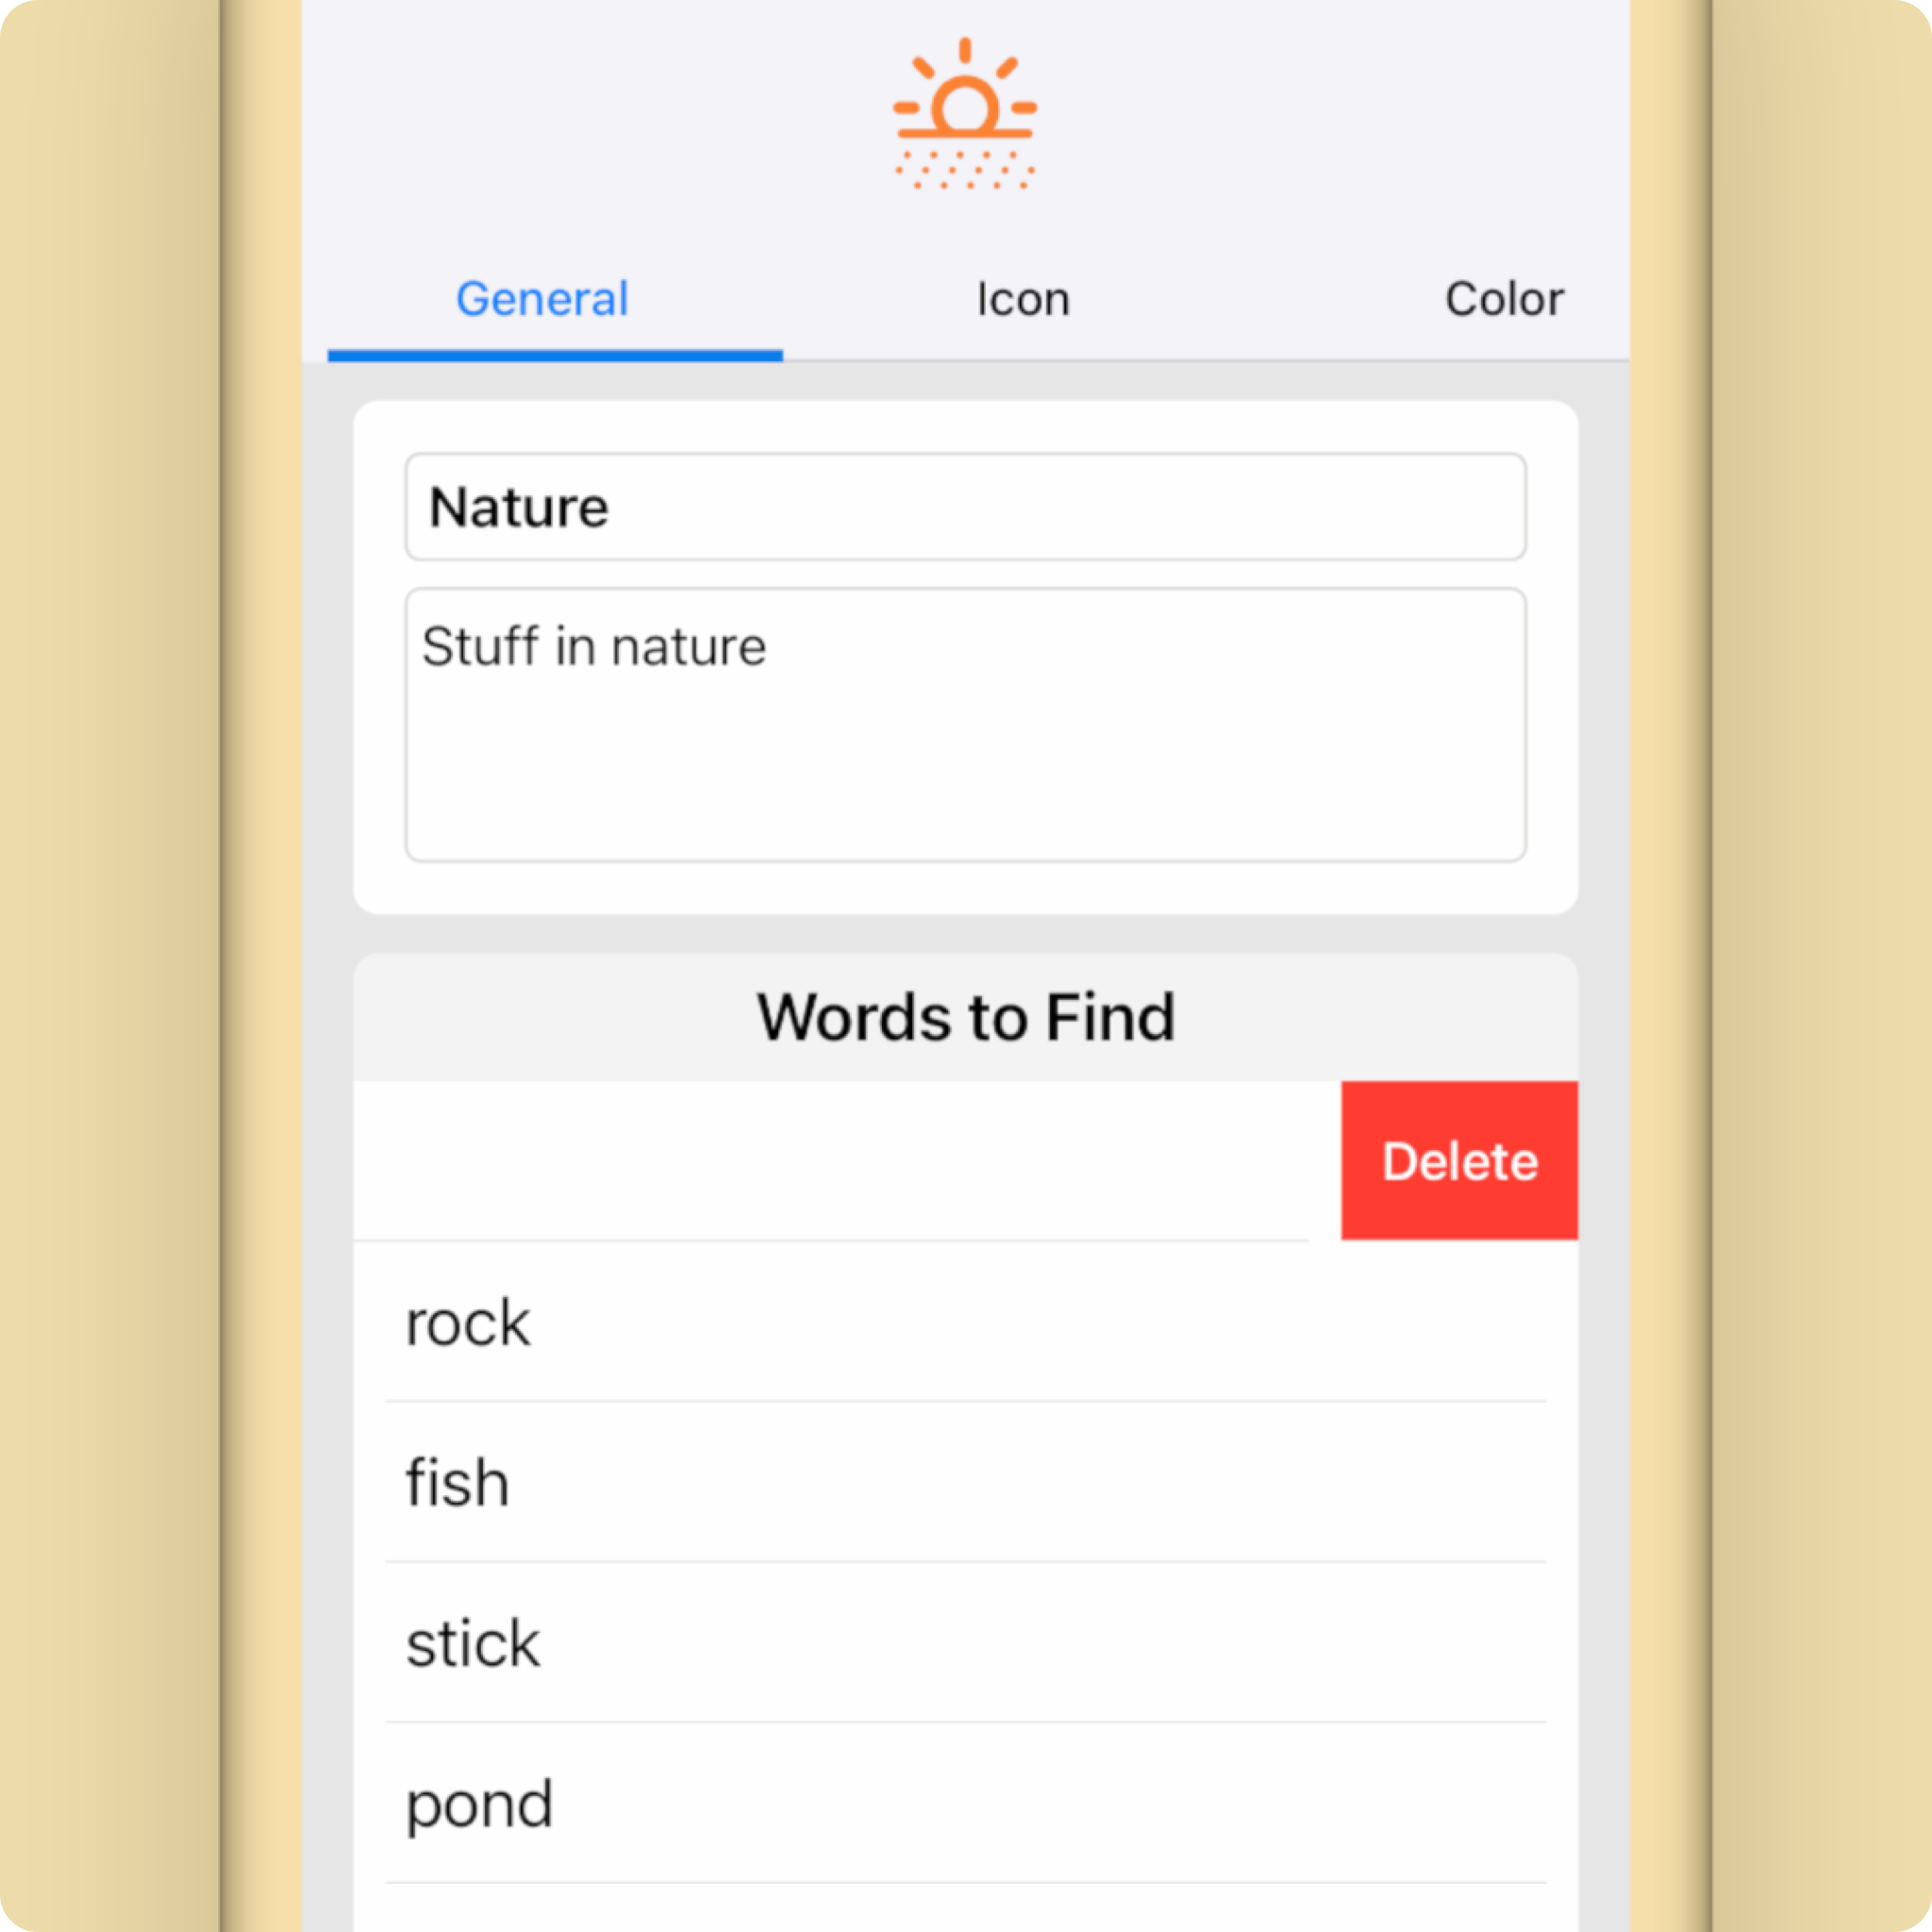 General Icon Color
Nature
Stuff in nature
Words to Find
Delete
rock
fish
stick
pond